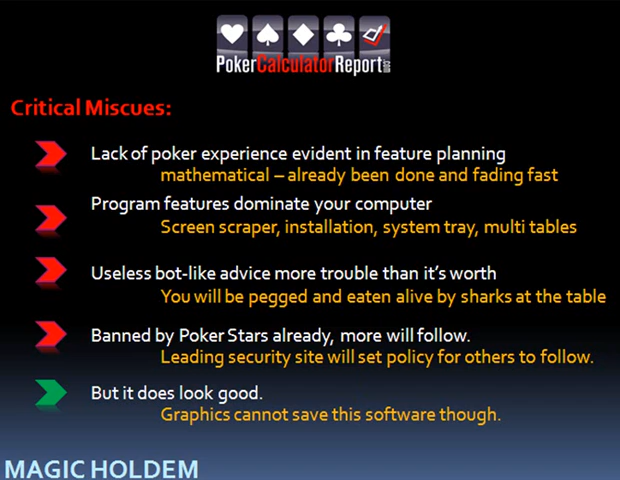 PokerCalculatorReport.com
Critical Miscues:
Lack of poker experience evident in feature planning
mathematical – already been done and fading fast
Program features dominate your computer
Screen scraper, installation, system tray, multi tables
Useless bot-like advice more trouble than it's worth
You will be pegged and eaten alive by sharks at the table
Banned by Poker Stars already, more will follow.
Leading security site will set policy for others to follow.
But it does look good.
Graphics cannot save this software though.
MAGIC HOLDEM